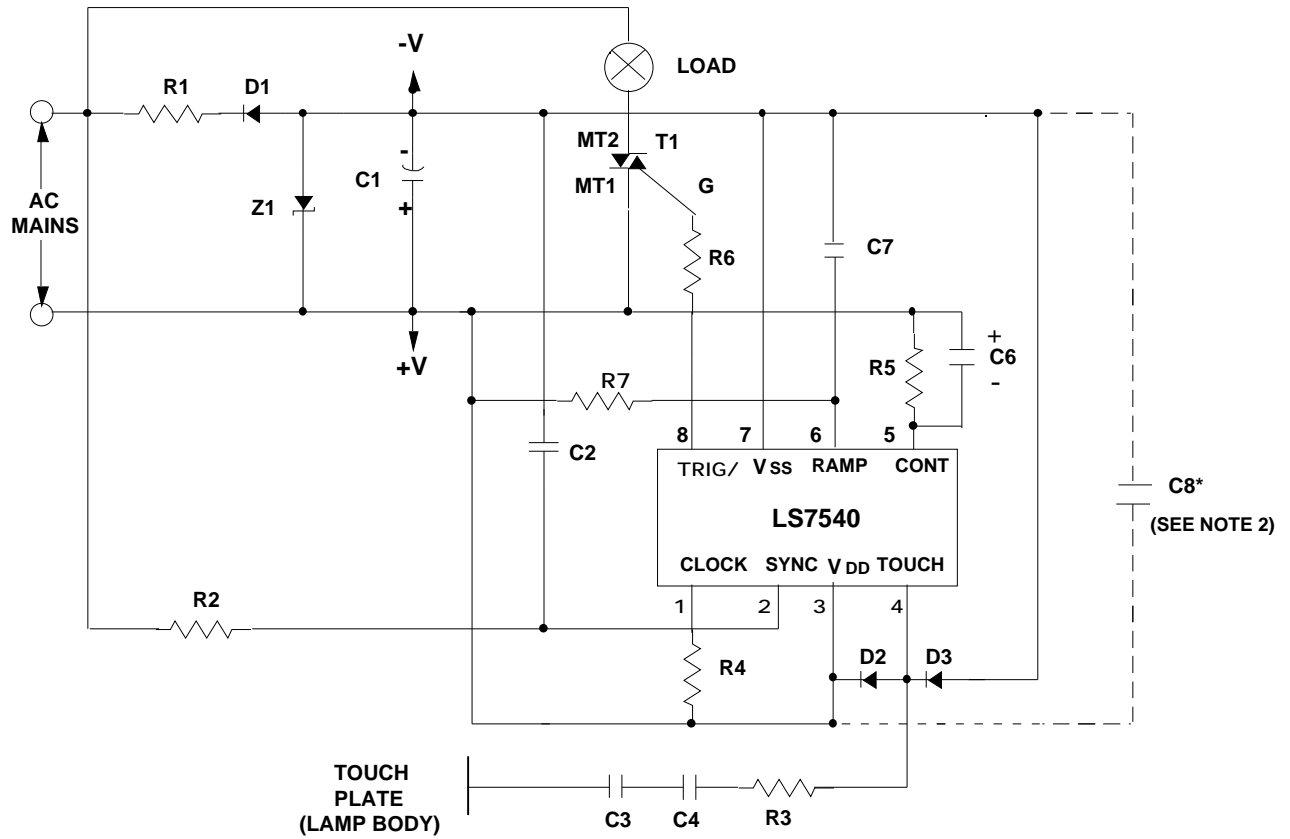 -V
LOAD
R1
D1
MT2
T1
-
MT1
G
C1
AC
MAINS
Z1
+
R6
C7
+V
+
C6
R5
-
R7
8
7
6
5
C2
TRIG/
VSS
RAMP
CONT
C8*
(SEE NOTE 2)
LS7540
CLOCK
SYNC
VDD
TOUCH
R2
1
2
3
4
R4
D2
D3
TOUCH
PLATE
(LAMP BODY)
C3
C4
R3